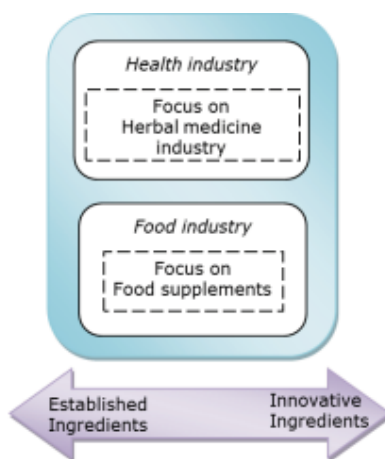 Health industry
Focus on
Herbal medicine
industry
Food industry
Focus on
Food supplements
Established
Ingredients
Innovative
Ingredients